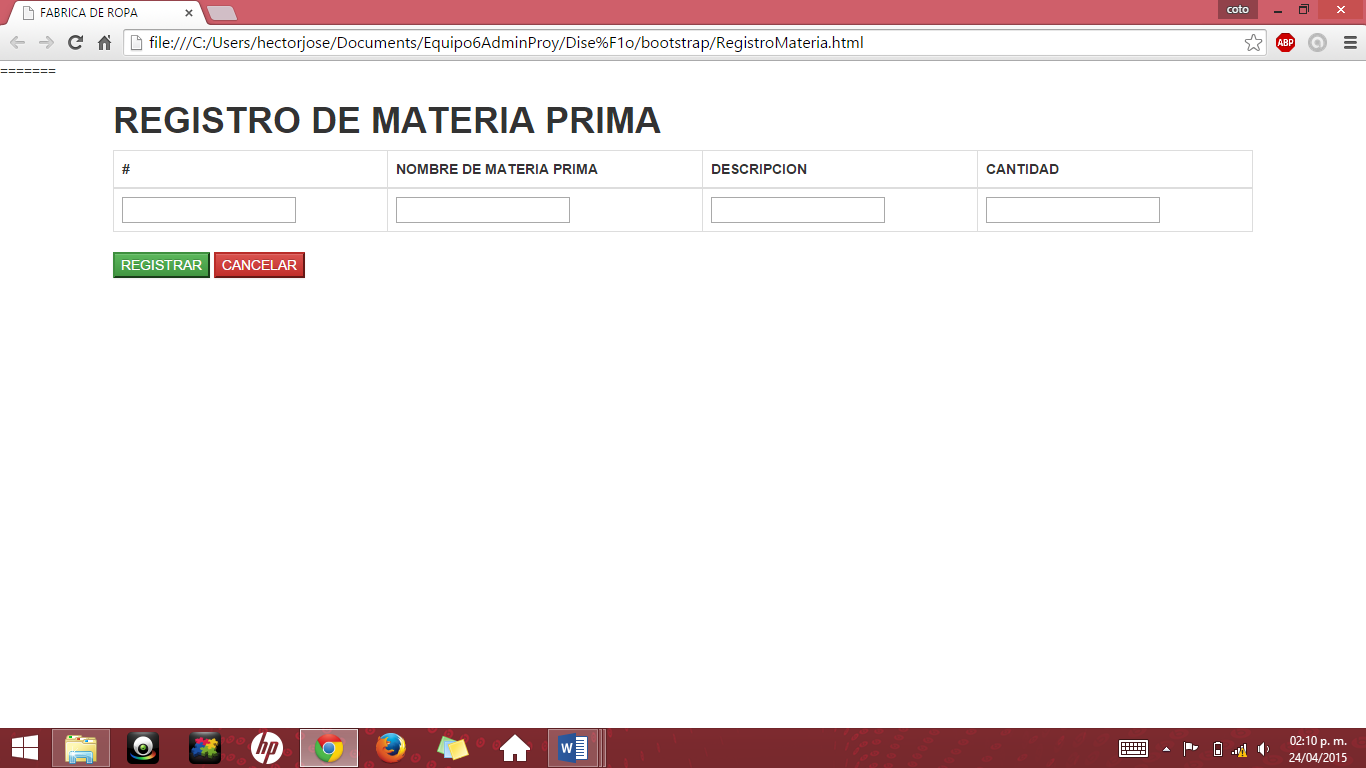 FABRICA DE ROPA
coto
file:///C:/Users/hectorjose/Documents/Equipo6AdminProy/Dise%F1o/bootstrap/RegistroMateria.html
ABP
=======
REGISTRO DE MATERIA PRIMA
# NOMBRE DE MATERIA PRIMA DESCRIPCION CANTIDAD
REGISTRAR CANCELAR
hp
W
02:10 p. m.
24/04/2015